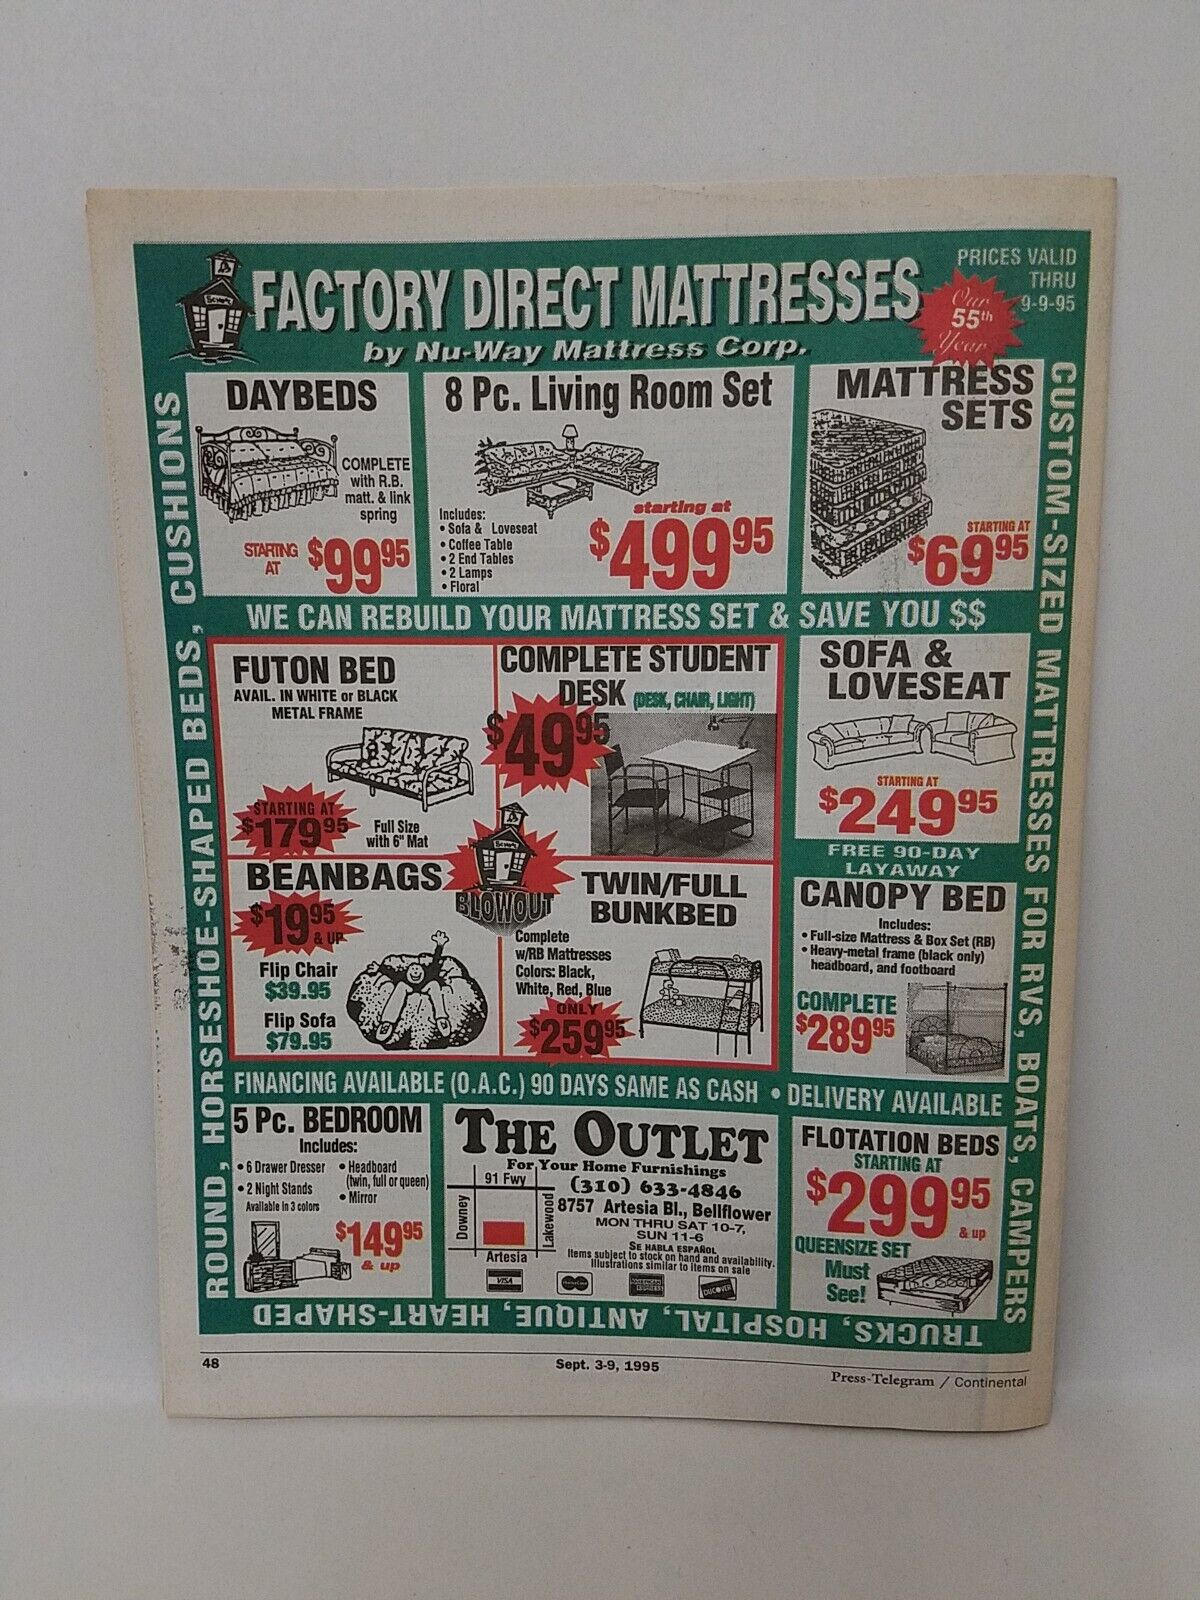 FACTORY DIRECT MATTRESSES
by Nu-Way Mattress Corp.
PRICES VALID
THRU
9-9-95
Our
55th
Year
SCHOOL
DAYBEDS
COMPLETE
with R.B.
matt. & link
spring
STARTING
AT
$99.95
8 Pc. Living Room Set
Includes:
• Sofa & Loveseat
• Coffee Table
• 2 End Tables
• 2 Lamps
• Floral
starting at
$499.95
MATTRESS
SETS
STARTING AT
$69.95
WE CAN REBUILD YOUR MATTRESS SET & SAVE YOU $$
FUTON BED
AVAIL. IN WHITE or BLACK
METAL FRAME
STARTING AT
$179.95
Full Size
with 6" Mat
COMPLETE STUDENT
DESK (DESK, CHAIR, LIGHT)
$49.95
SOFA &
LOVESEAT
STARTING AT
$249.95
FREE 90-DAY
LAYAWAY
BEANBAGS
$19.95
& UP
Flip Chair
$39.95
Flip Sofa
$79.95
SCHOOL
BLOWOUT
TWIN/FULL
BUNKBED
Complete
w/RB Mattresses
Colors: Black,
White, Red, Blue
ONLY
$259.95
CANOPY BED
Includes:
• Full-size Mattress & Box Set (RB)
• Heavy-metal frame (black only)
headboard, and footboard
COMPLETE
$289.95
FINANCING AVAILABLE (O.A.C.) 90 DAYS SAME AS CASH • DELIVERY AVAILABLE
5 Pc. BEDROOM
Includes:
• 6 Drawer Dresser
• 2 Night Stands
Available in 3 colors
• Headboard
(twin, full or queen)
• Mirror
$149.95
& up
THE OUTLET
For Your Home Furnishings
(310) 633-4846
8757 Artesia Bl., Bellflower
MON THRU SAT 10-7,
SUN 11-6
SE HABLA ESPAÑOL
Items subject to stock on hand and availability.
Illustrations similar to items on sale
91 Fwy
Downey
Lakewood
Artesia
VISA
MasterCard
AMERICAN EXPRESS
DISCOVER
FLOTATION BEDS
STARTING AT
$299.95
& up
QUEENSIZE SET
Must
See!
ROUND, HORSESHOE-SHAPED BEDS, CUSHIONS
CUSTOM-SIZED MATTRESSES FOR RVS, BOATS, CAMPERS
TRUCKS, HOSPITAL, ANTIQUE, HEART-SHAPED
48
Sept. 3-9, 1995
Press-Telegram / Continental